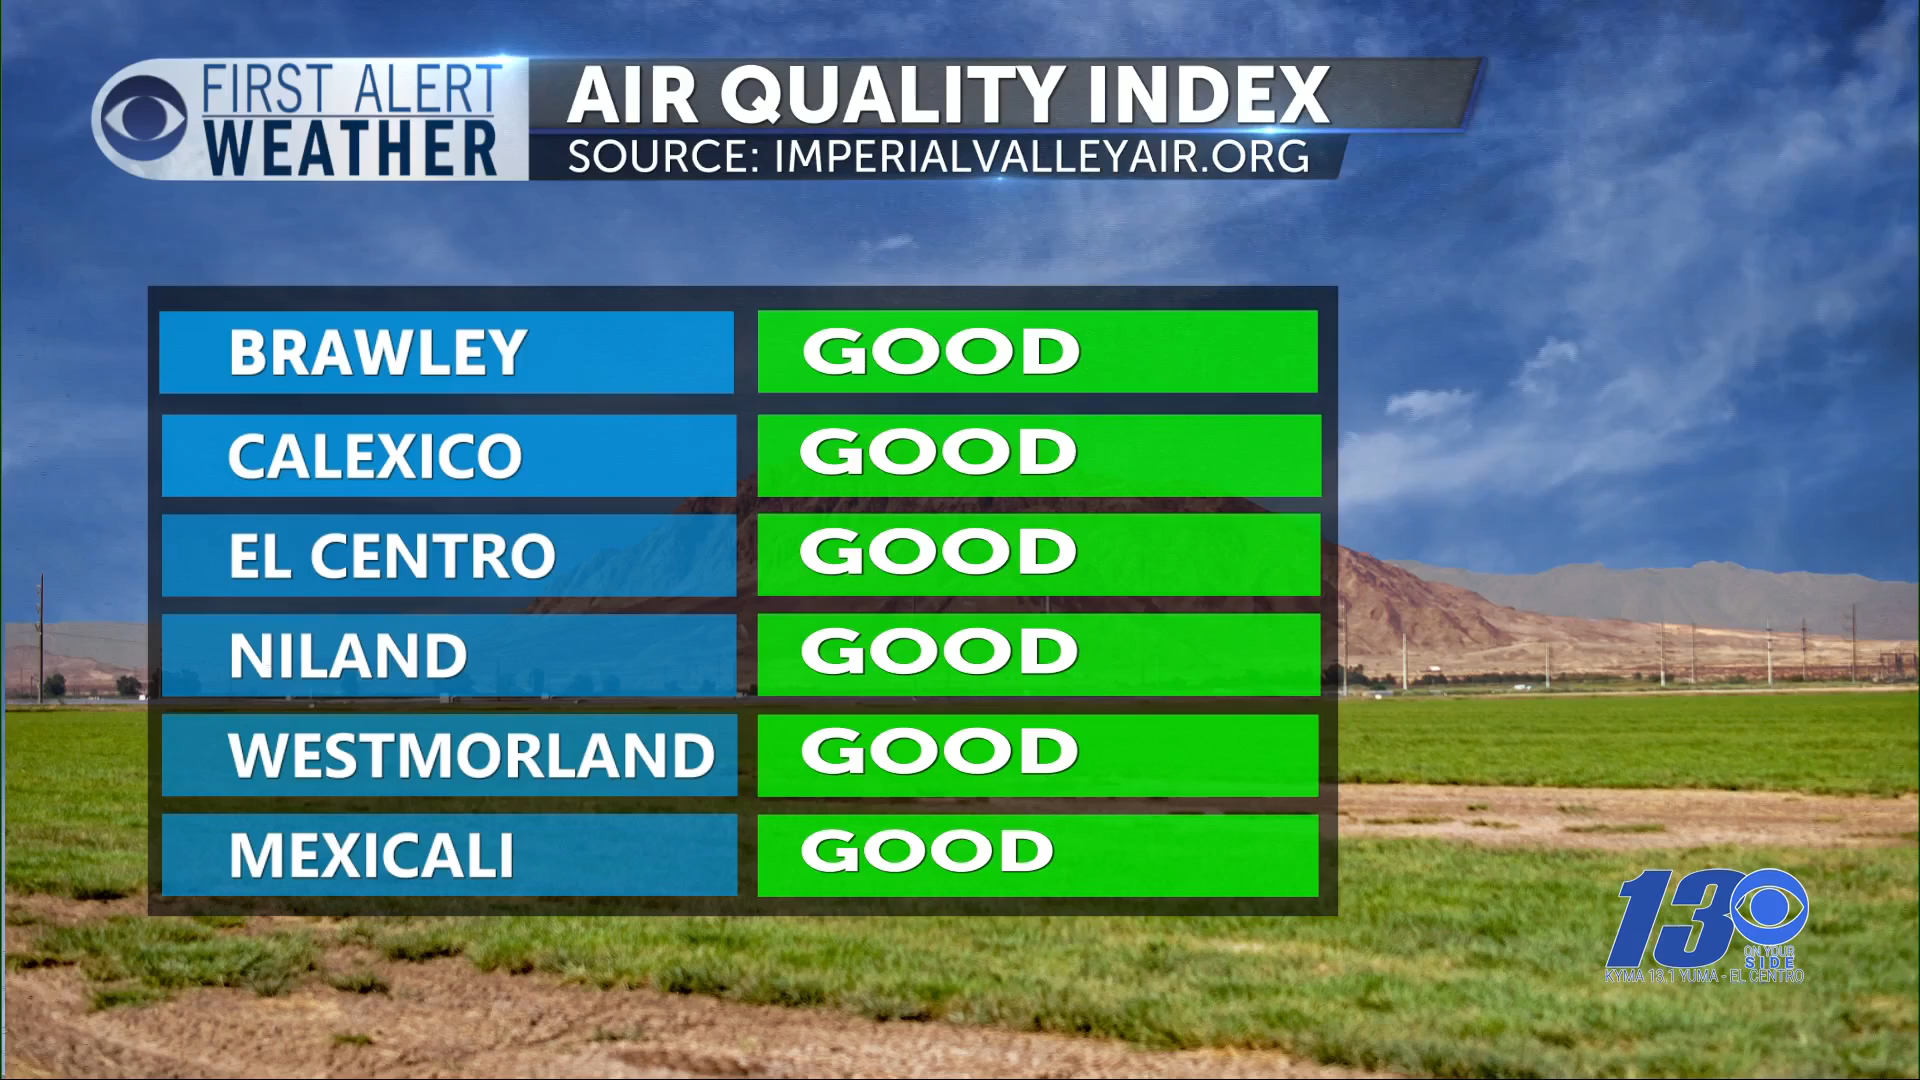 FIRST ALERT
WEATHER
AIR QUALITY INDEX
SOURCE: IMPERIALVALLEYAIR.ORG
BRAWLEY GOOD
CALEXICO GOOD
EL CENTRO GOOD
NILAND GOOD
WESTMORLAND GOOD
MEXICALI GOOD
13
ON YOUR
SIDE
KYMA 13.1 YUMA - EL CENTRO